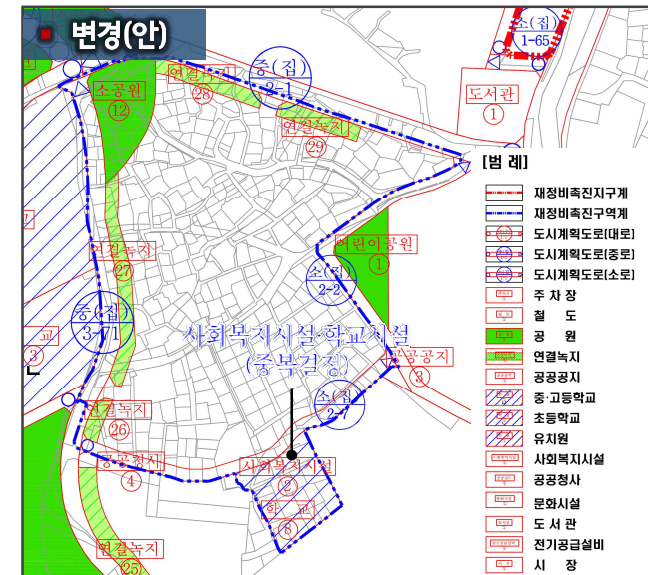 변경(안)
소(집)
1-65
연결녹지
28
중(집)
2-1
소공원
12
도서관
1
연결녹지
29
[범 례]
재정비촉진지구계
재정비촉진구역계
도시계획도로[대로]
도시계획도로[중로]
도시계획도로[소로]
주 차 장
철 도
공 원
연결녹지
공공공지
중·고등학교
초등학교
유치원
사회복지시설
공공청사
문화시설
도 서 관
전기공급설비
시 장
어린이공원
1
연결녹지
27
소(집)
2-2
중(집)
3-71
교
3
사회복지시설·학교시설
(중복결정)
공공공지
3
소(집)
2-7
연결녹지
26
공공청사
4
사회복지시설
2
학 교
8
연결녹지
25